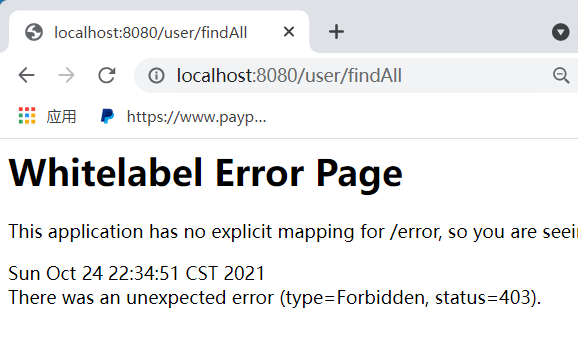 localhost:8080/user/findAll
localhost:8080/user/findAll
应用 https://www.payp...
Whitelabel Error Page
This application has no explicit mapping for /error, so you are
Sun Oct 24 22:34:51 CST 2021
There was an unexpected error (type=Forbidden, status=403).